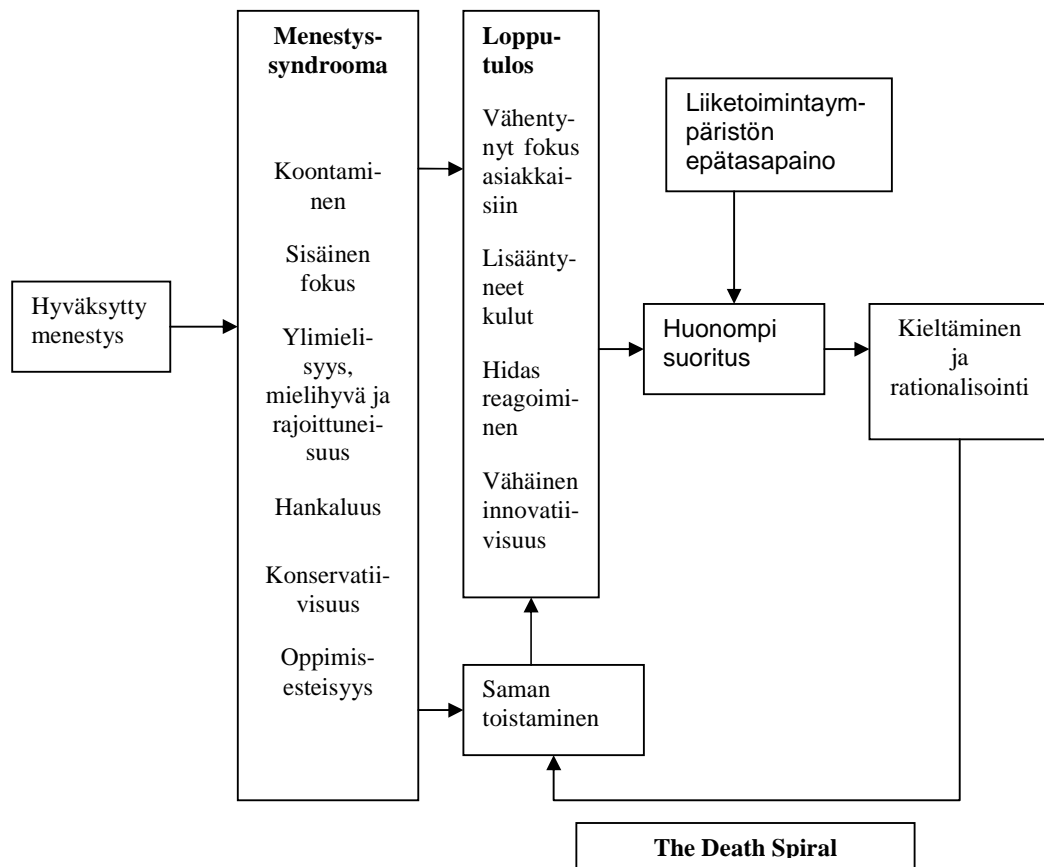 Hyväksytty
menestys
Menestys-
syndrooma
Koontami-
nen
Sisäinen
fokus
Ylimieli-
syys,
mielihyvä ja
rajoittunei-
suus
Hankaluus
Konservatii-
visuus
Oppimis-
esteisyys
Loppu-
tulos
Vähenty-
nyt fokus
asiakkai-
siin
Lisäänty-
neet
kulut
Hidas
reagoimi-
nen
Vähäinen
innovatii-
visuus
Saman
toistaminen
Liiketoimintaym-
päristön
epätasapaino
Huonompi
suoritus
Kieltäminen
ja
rationalisointi
The Death Spiral